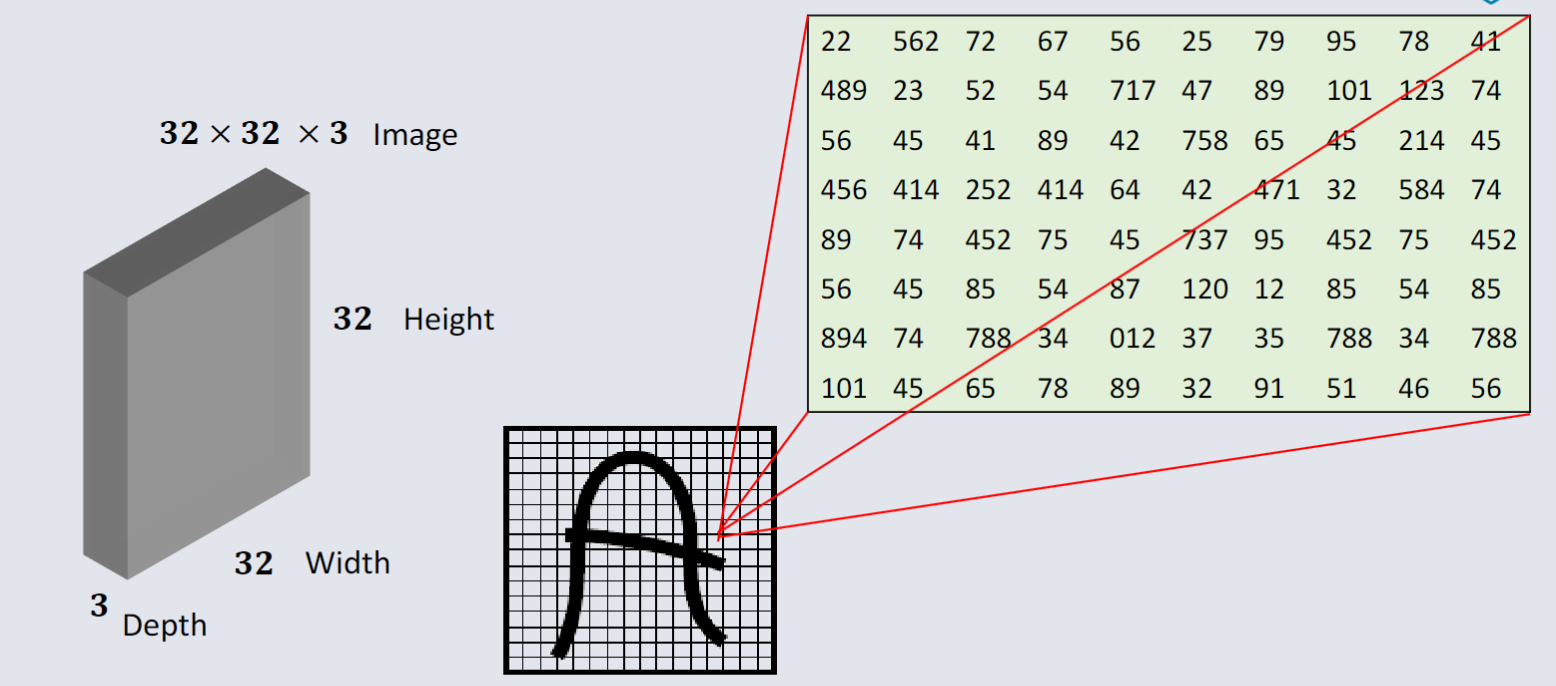 32 × 32 × 3 Image
32 Height
32 Width
3 Depth
22 562 72 67 56 25 79 95 78 41
489 23 52 54 717 47 89 101 123 74
56 45 41 89 42 758 65 45 214 45
456 414 252 414 64 42 471 32 584 74
89 74 452 75 45 737 95 452 75 452
56 45 85 54 87 120 12 85 54 85
894 74 788 34 012 37 35 788 34 788
101 45 65 78 89 32 91 51 46 56
A